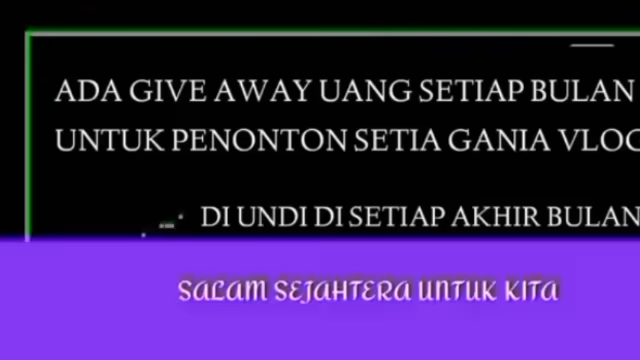 ADA GIVE AWAY UANG SETIAP BULAN
UNTUK PENONTON SETIA GANIA VLOG
DI UNDI DI SETIAP AKHIR BULAN
SALAM SEJAHTERA UNTUK KITA